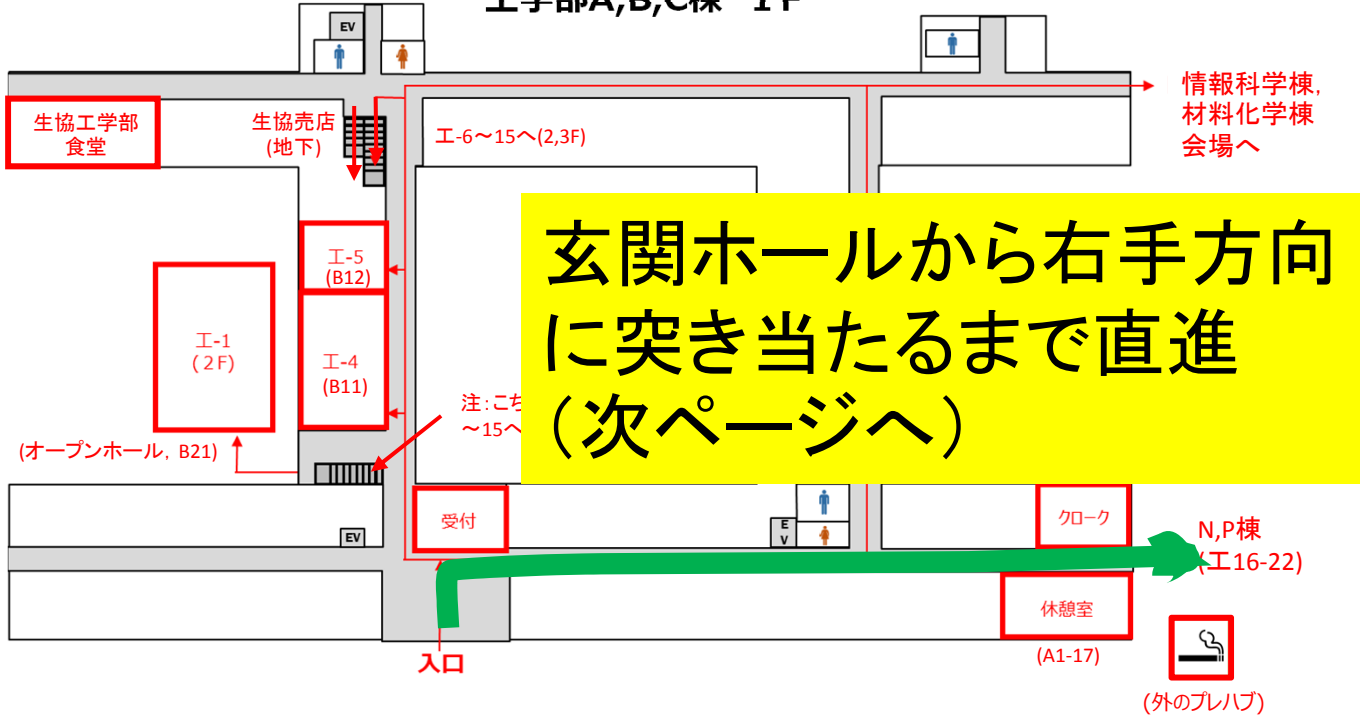 工学部A,B,C棟 1F
EV
生協工学部
食堂
生協売店
(地下)
工-6~15へ(2,3F)
情報科学棟,
材料化学棟
会場へ
工-5
(B12)
工-1
(2F)
工-4
(B11)
玄関ホールから右手方向
に突き当たるまで直進
(次ページへ)
注:こち
~15へ
(オープンホール, B21)
受付
EV
E
V
クローク
N,P棟
(工16-22)
休憩室
(A1-17)
入口
(外のプレハブ)